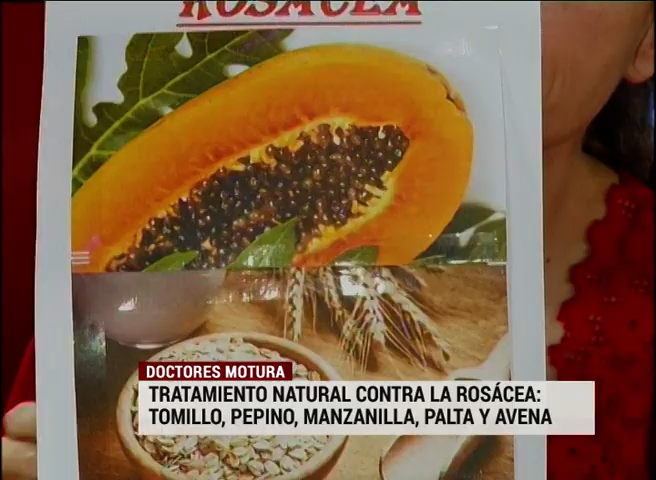 ROSÁCEA
DOCTORES MOTURA
TRATAMIENTO NATURAL CONTRA LA ROSÁCEA:
TOMILLO, PEPINO, MANZANILLA, PALTA Y AVENA